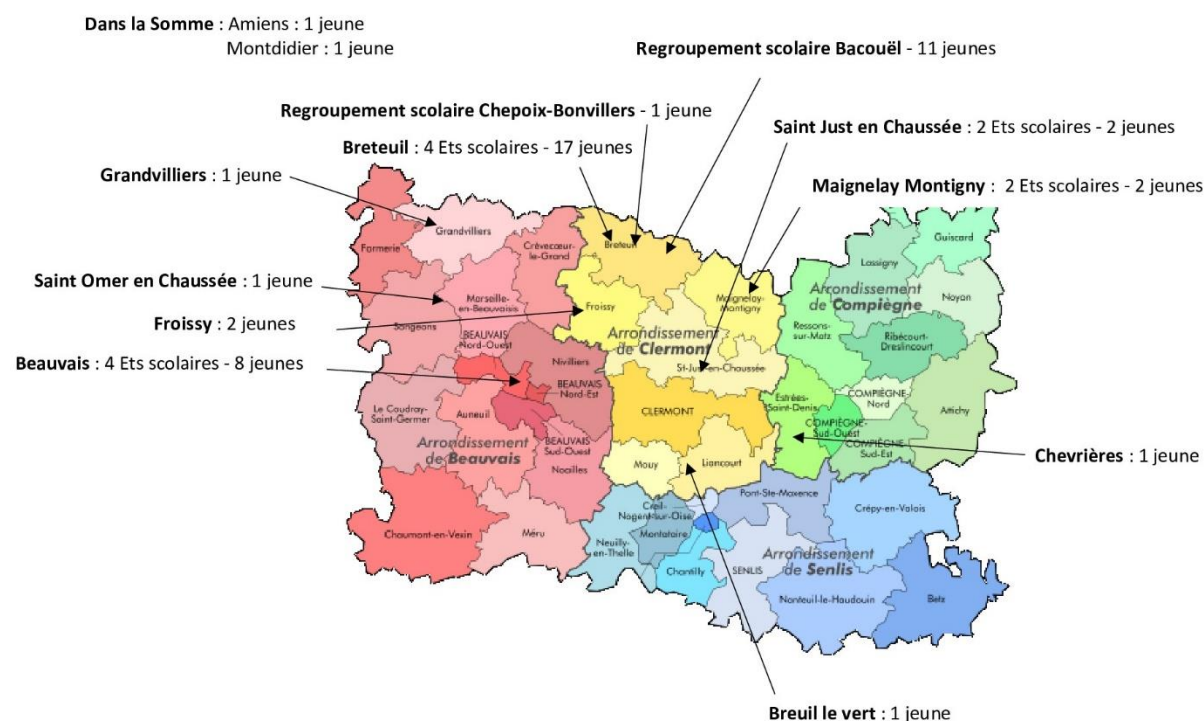 Dans la Somme : Amiens : 1 jeune
Montdidier : 1 jeune
Regroupement scolaire Bacouël - 11 jeunes
Regroupement scolaire Chepoix-Bonvillers - 1 jeune
Saint Just en Chaussée : 2 Ets scolaires - 2 jeunes
Breteuil : 4 Ets scolaires - 17 jeunes
Grandvilliers : 1 jeune
Maignelay Montigny : 2 Ets scolaires - 2 jeunes
Saint Omer en Chaussée : 1 jeune
Froissy : 2 jeunes
Beauvais : 4 Ets scolaires - 8 jeunes
Chevrières : 1 jeune
Breuil le vert : 1 jeune
Grandvilliers
Formerie
Crèvecœur-
le-Grand
Marseille-
en-Beauvaisis
Songeons
BEAUVAIS
Nord-Ouest
Nivilliers
BEAUVAIS
Nord-Est
Le Coudray-
Saint-Germer
Auneuil
BEAUVAIS
Sud-Ouest
Arrondissement
de Beauvais
Noailles
Chaumont-en-Vexin
Méru
Breteuil
Froissy
Maignelay-
Montigny
Arrondissement
de Clermont
St-Just-en-Chaussée
CLERMONT
Mouy
Liancourt
Guiscard
Lassigny
Arrondissement
de Compiègne
Noyon
Ressons-
sur-Matz
Ribécourt-
Dreslincourt
Estrées-
Saint-Denis
COMPIÈGNE-
Nord
Attichy
COMPIÈGNE-
Sud-Ouest
COMPIÈGNE
Sud-Est
Pont-Ste-Maxence
Creil-
Nogent-sur-Oise
Montataire
Neuilly-
en-Thelle
Chantilly
SENLIS
Crépy-en-Valois
Arrondissement
de Senlis
Nanteuil-le-Haudouin
Betz